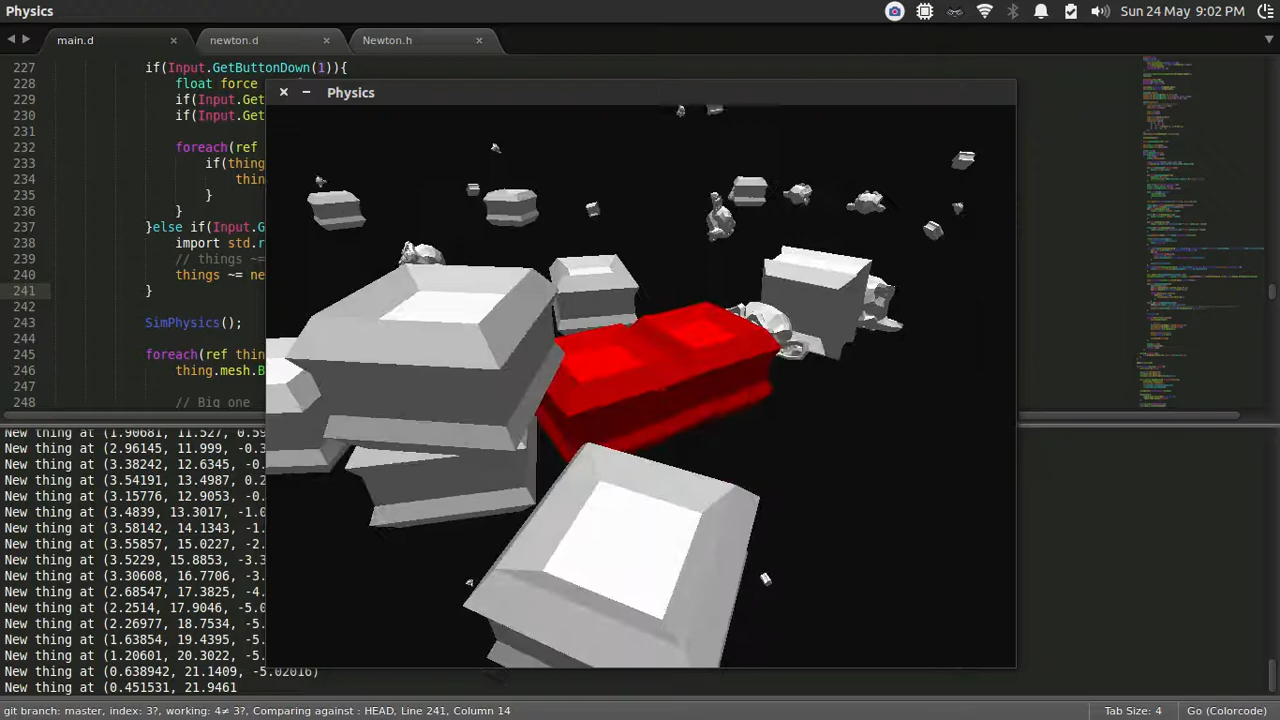 Physics
Sun 24 May 9:02 PM
main.d
newton.d
Newton.h
227 if(Input.GetButtonDown(1)){
228 float force
229 if(Input.Get
230 if(Input.Get
231
232 foreach(ref
233 if(thing
234 thin
235 }
236 }
237 }else if(Input.G
238 import std.r
239 // things ~=
240 things ~= ne
241 }
242
243 SimPhysics();
244
245 foreach(ref thin
246 thing.mesh.B
247
248 // Big one
Physics
New thing at (1.90681, 11.527, 0.59
New thing at (2.96145, 11.999, -0.3
New thing at (3.38242, 12.6345, -0.
New thing at (3.54191, 13.4987, 0.2
New thing at (3.15776, 12.9053, -0.
New thing at (3.4839, 13.3017, -1.0
New thing at (3.58142, 14.1343, -1.
New thing at (3.55857, 15.0227, -2.
New thing at (3.5229, 15.8853, -3.3
New thing at (3.30608, 16.7706, -3.
New thing at (2.68547, 17.3825, -4.
New thing at (2.2514, 17.9046, -5.0
New thing at (2.26977, 18.7534, -5.
New thing at (1.63854, 19.4395, -5.
New thing at (1.20601, 20.3022, -5.
New thing at (0.638942, 21.1409, -5.02016)
New thing at (0.451531, 21.9461
git branch: master, index: 3?, working: 4≠ 3?, Comparing against : HEAD, Line 241, Column 14
Tab Size: 4
Go (Colorcode)